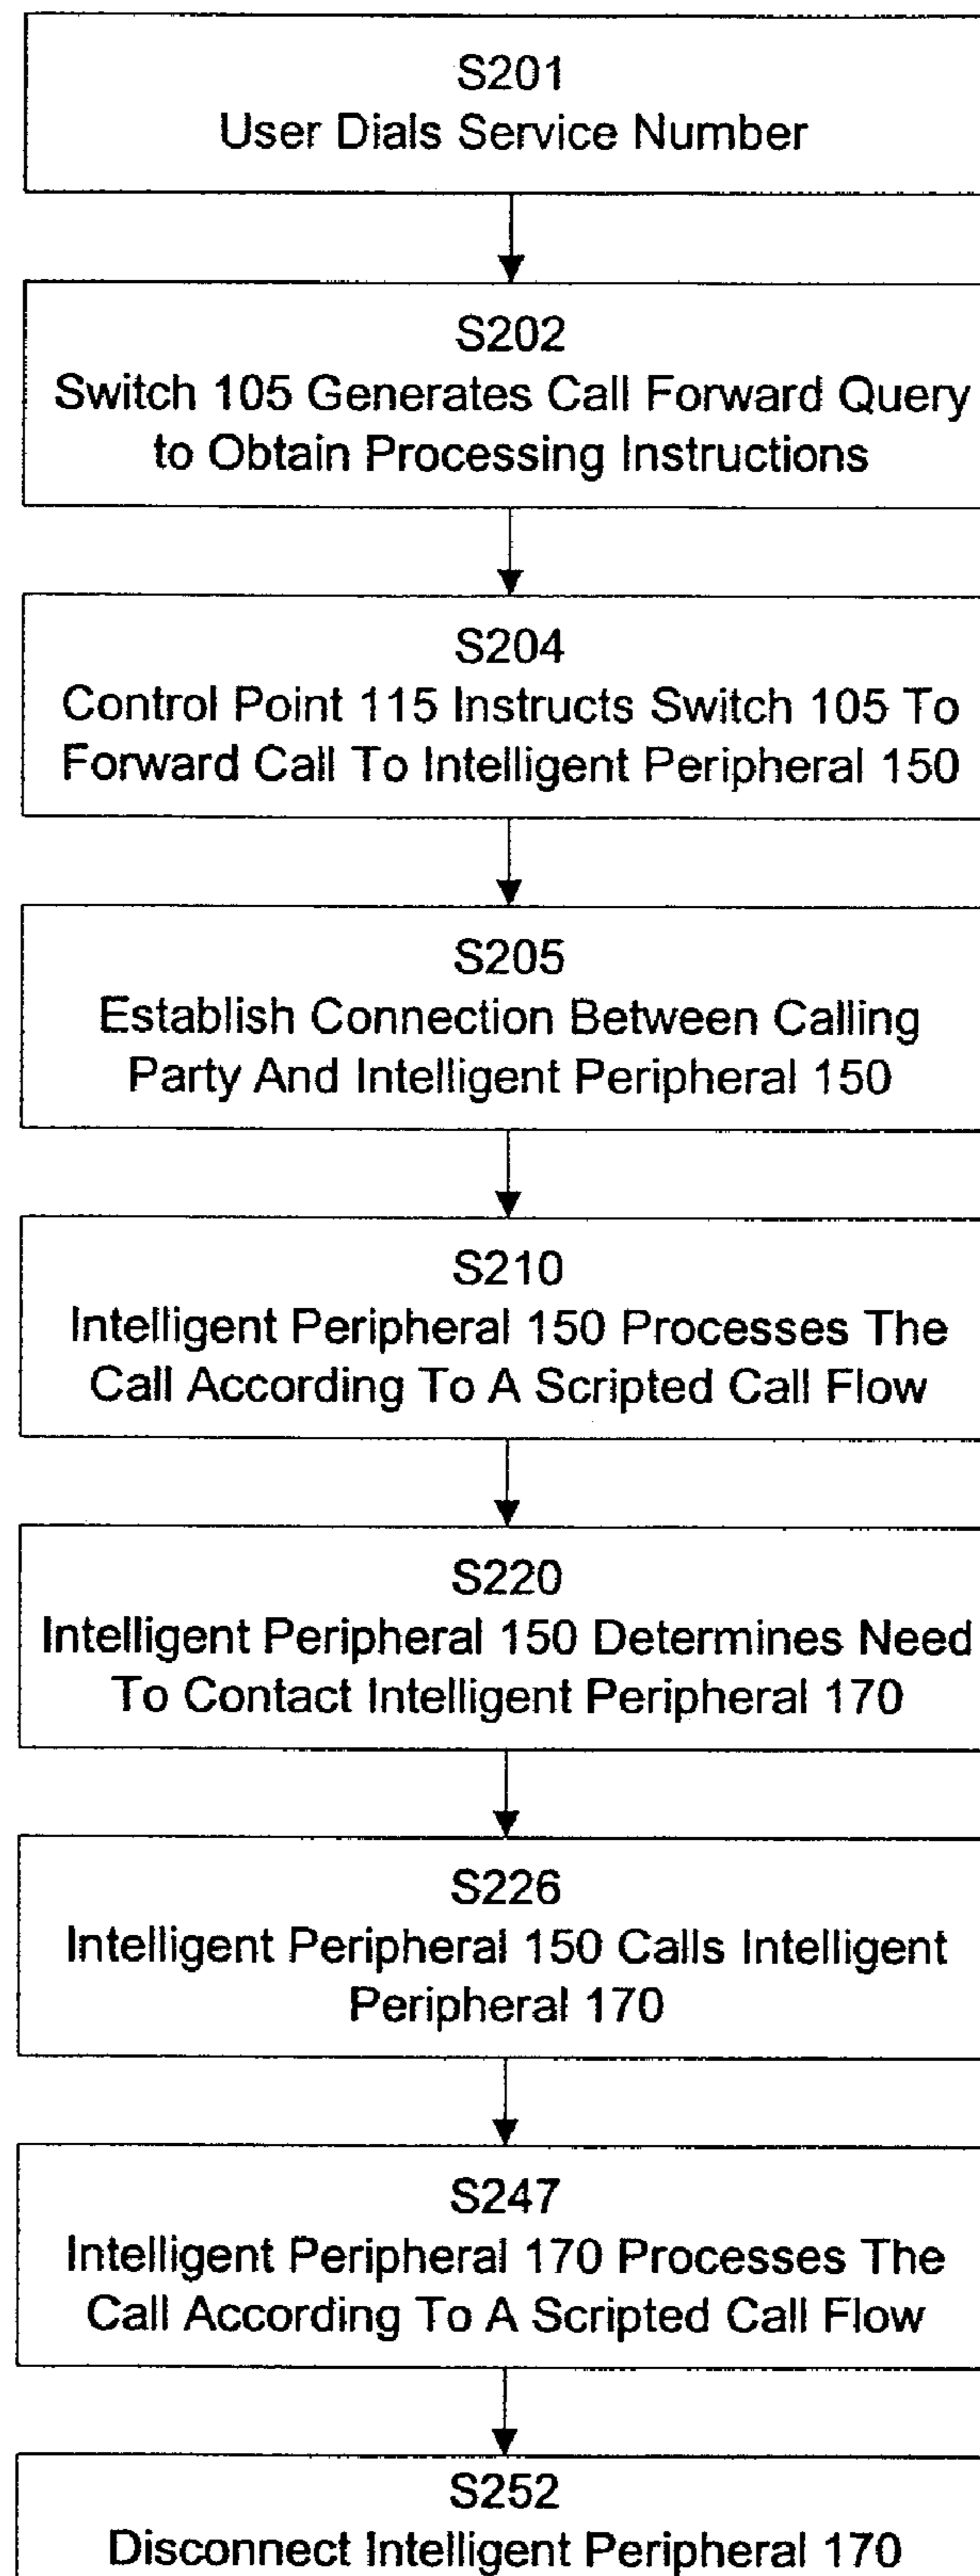 S201
User Dials Service Number
S202
Switch 105 Generates Call Forward Query
to Obtain Processing Instructions
S204
Control Point 115 Instructs Switch 105 To
Forward Call To Intelligent Peripheral 150
S205
Establish Connection Between Calling
Party And Intelligent Peripheral 150
S210
Intelligent Peripheral 150 Processes The
Call According To A Scripted Call Flow
S220
Intelligent Peripheral 150 Determines Need
To Contact Intelligent Peripheral 170
S226
Intelligent Peripheral 150 Calls Intelligent
Peripheral 170
S247
Intelligent Peripheral 170 Processes The
Call According To A Scripted Call Flow
S252
Disconnect Intelligent Peripheral 170